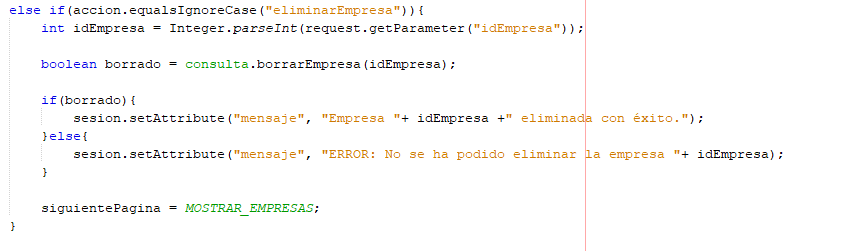 else if(accion.equalsIgnoreCase("eliminarEmpresa")){
int idEmpresa = Integer.parseInt(request.getParameter("idEmpresa"));
boolean borrado = consulta.borrarEmpresa(idEmpresa);
if(borrado){
sesion.setAttribute("mensaje", "Empresa "+ idEmpresa +" eliminada con éxito.");
}else{
sesion.setAttribute("mensaje", "ERROR: No se ha podido eliminar la empresa "+ idEmpresa);
}
siguientePagina = MOSTRAR_EMPRESAS;
}